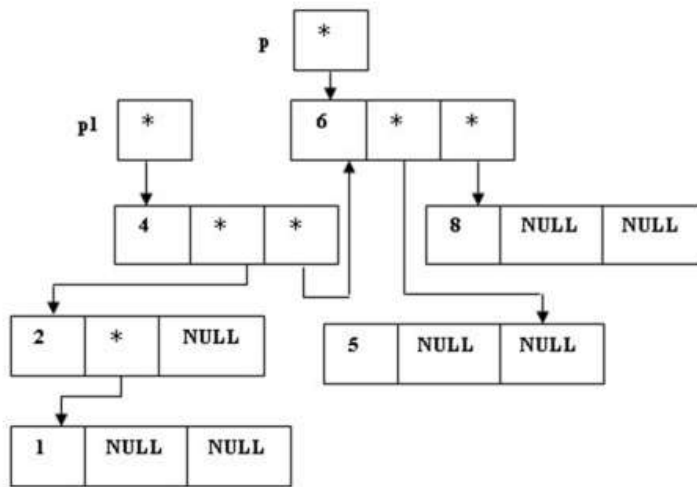 p *
6 * *
p1 *
4 * *
8 NULL NULL
2 * NULL
5 NULL NULL
1 NULL NULL